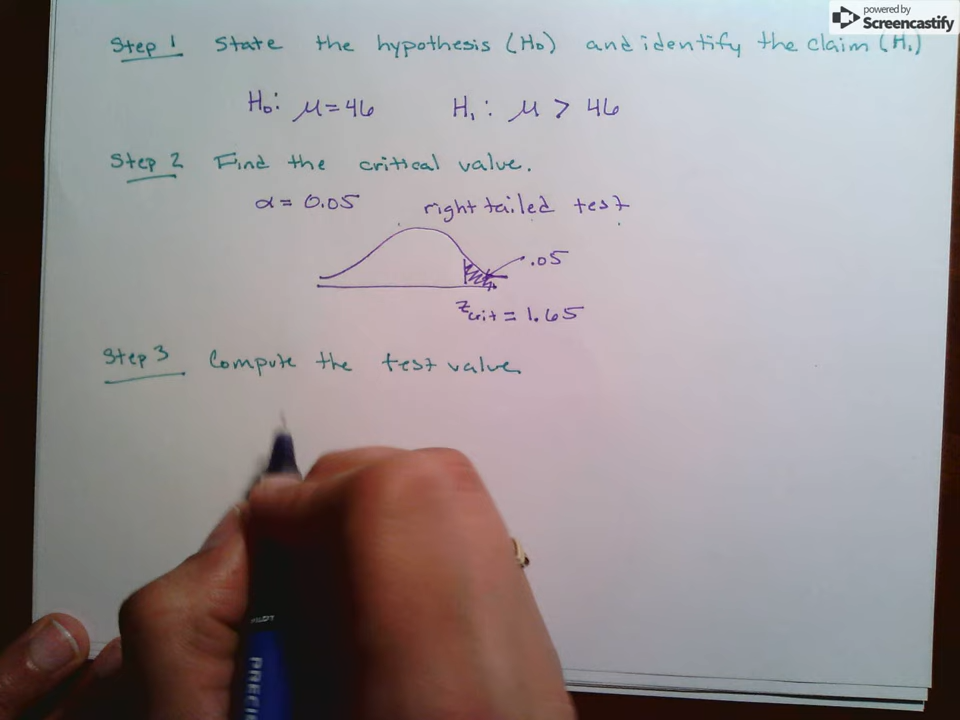 powered by
Screencastify
Step 1 State the hypothesis (H0) and identify the claim (H1)
H0: μ = 46 H1: μ > 46
Step 2 Find the critical value.
α = 0.05 right tailed test
.05
zcrit = 1.65
Step 3 Compute the test value.
PILOT
PRECIS